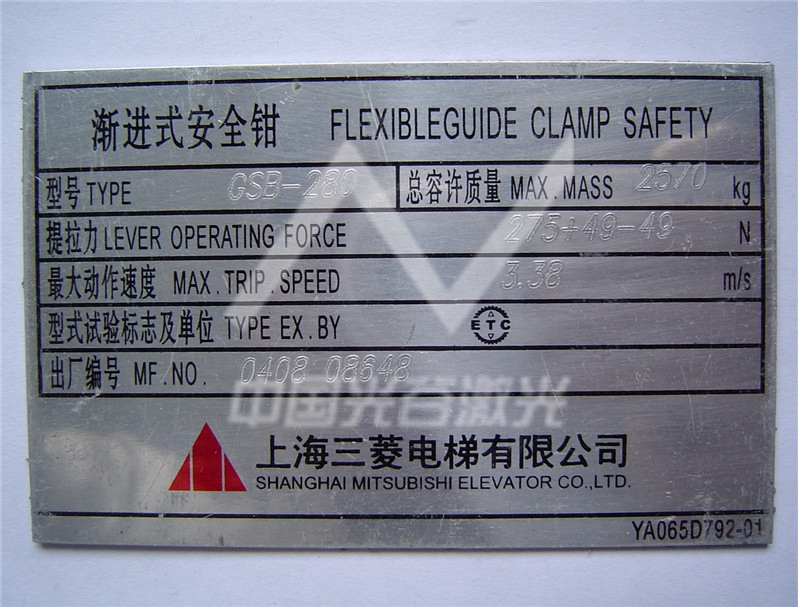 渐进式安全钳 FLEXIBLEGUIDE CLAMP SAFETY
型号 TYPE GSB-280 总容许质量 MAX. MASS 2570 kg
提拉力 LEVER OPERATING FORCE 275+49-49 N
最大动作速度 MAX. TRIP. SPEED 3.38 m/s
型式试验标志及单位 TYPE EX. BY ETC
出厂编号 MF. NO. 0408 08648
中国光谷激光
上海三菱电梯有限公司
SHANGHAI MITSUBISHI ELEVATOR CO.,LTD.
YA065D792-01